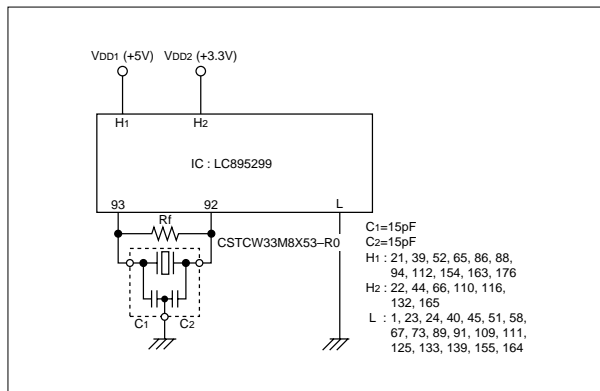 VDD1 (+5V) VDD2 (+3.3V)
H1 H2
IC : LC895299
93 92 L
Rf
CSTCW33M8X53–R0
C1 C2
C1=15pF
C2=15pF
H1 : 21, 39, 52, 65, 86, 88,
94, 112, 154, 163, 176
H2 : 22, 44, 66, 110, 116,
132, 165
L : 1, 23, 24, 40, 45, 51, 58,
67, 73, 89, 91, 109, 111,
125, 133, 139, 155, 164